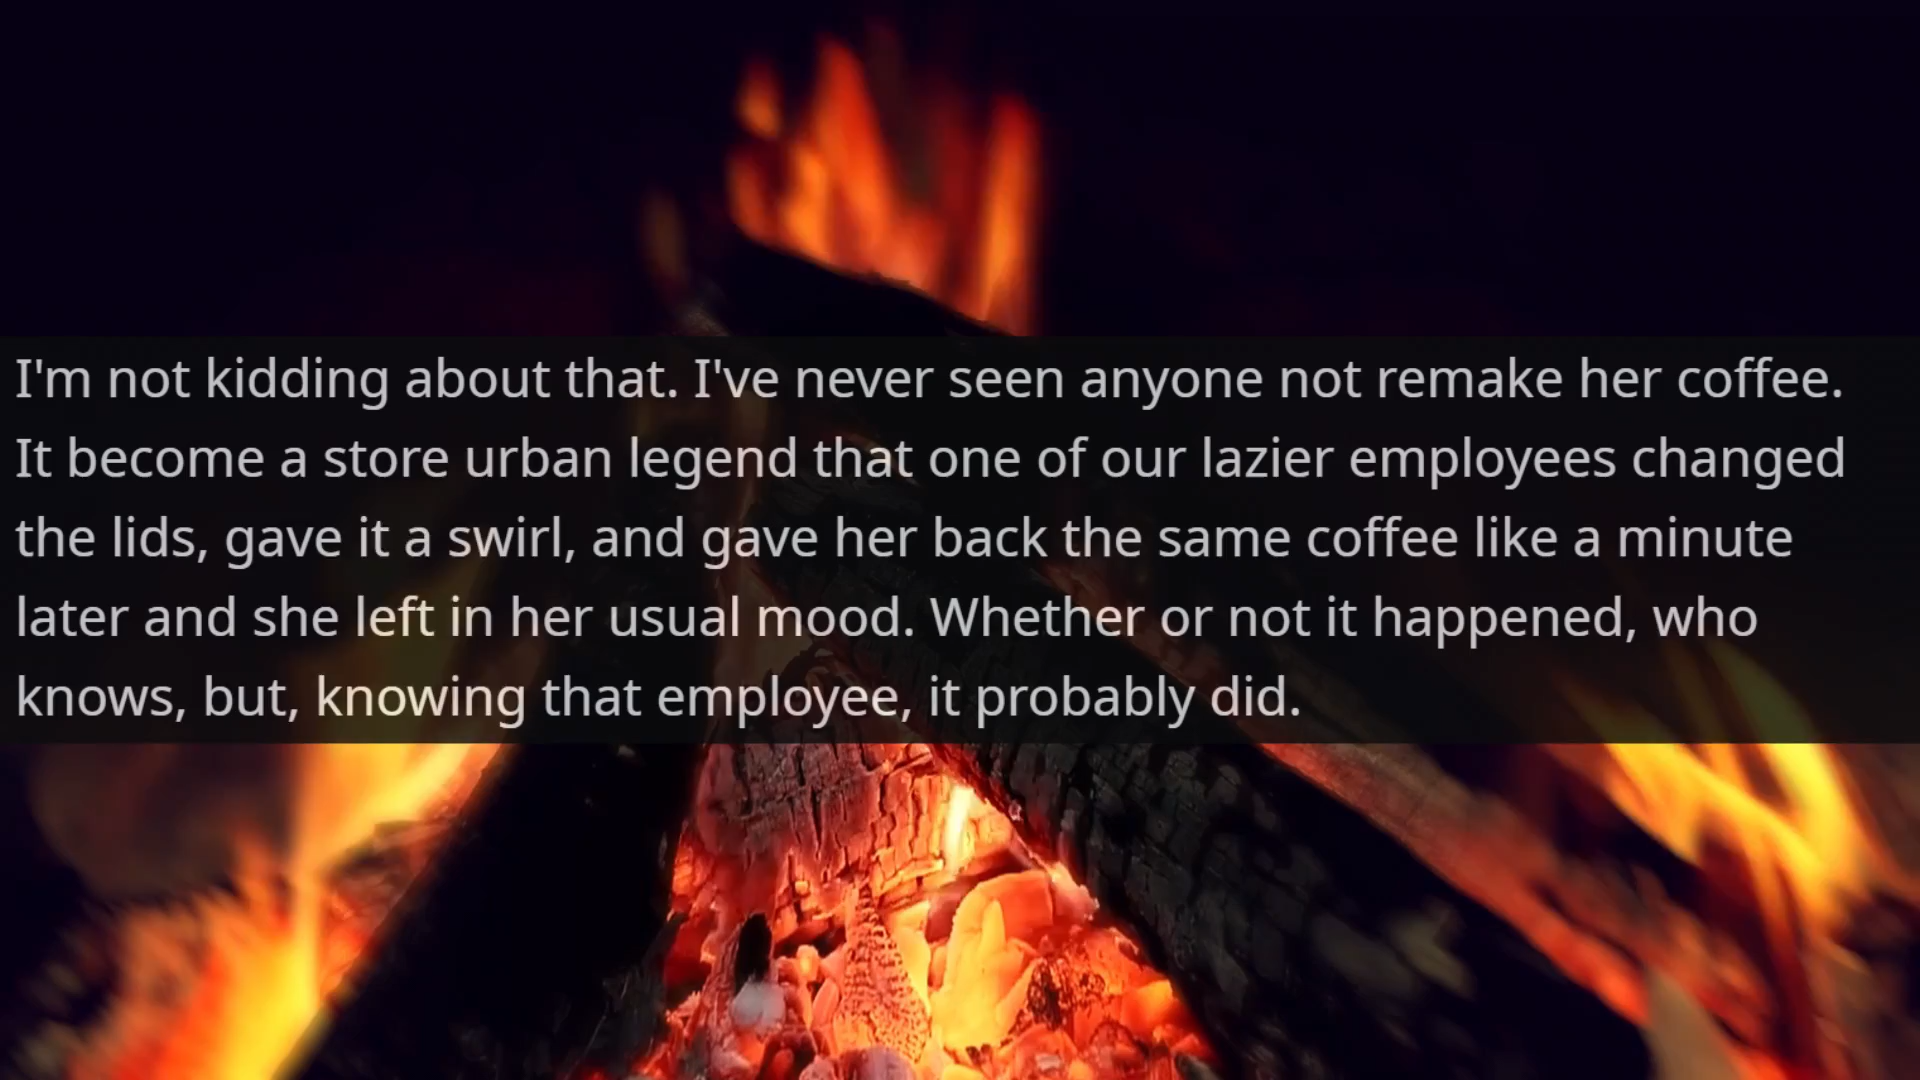 I'm not kidding about that. I've never seen anyone not remake her coffee.
It become a store urban legend that one of our lazier employees changed
the lids, gave it a swirl, and gave her back the same coffee like a minute
later and she left in her usual mood. Whether or not it happened, who
knows, but, knowing that employee, it probably did.